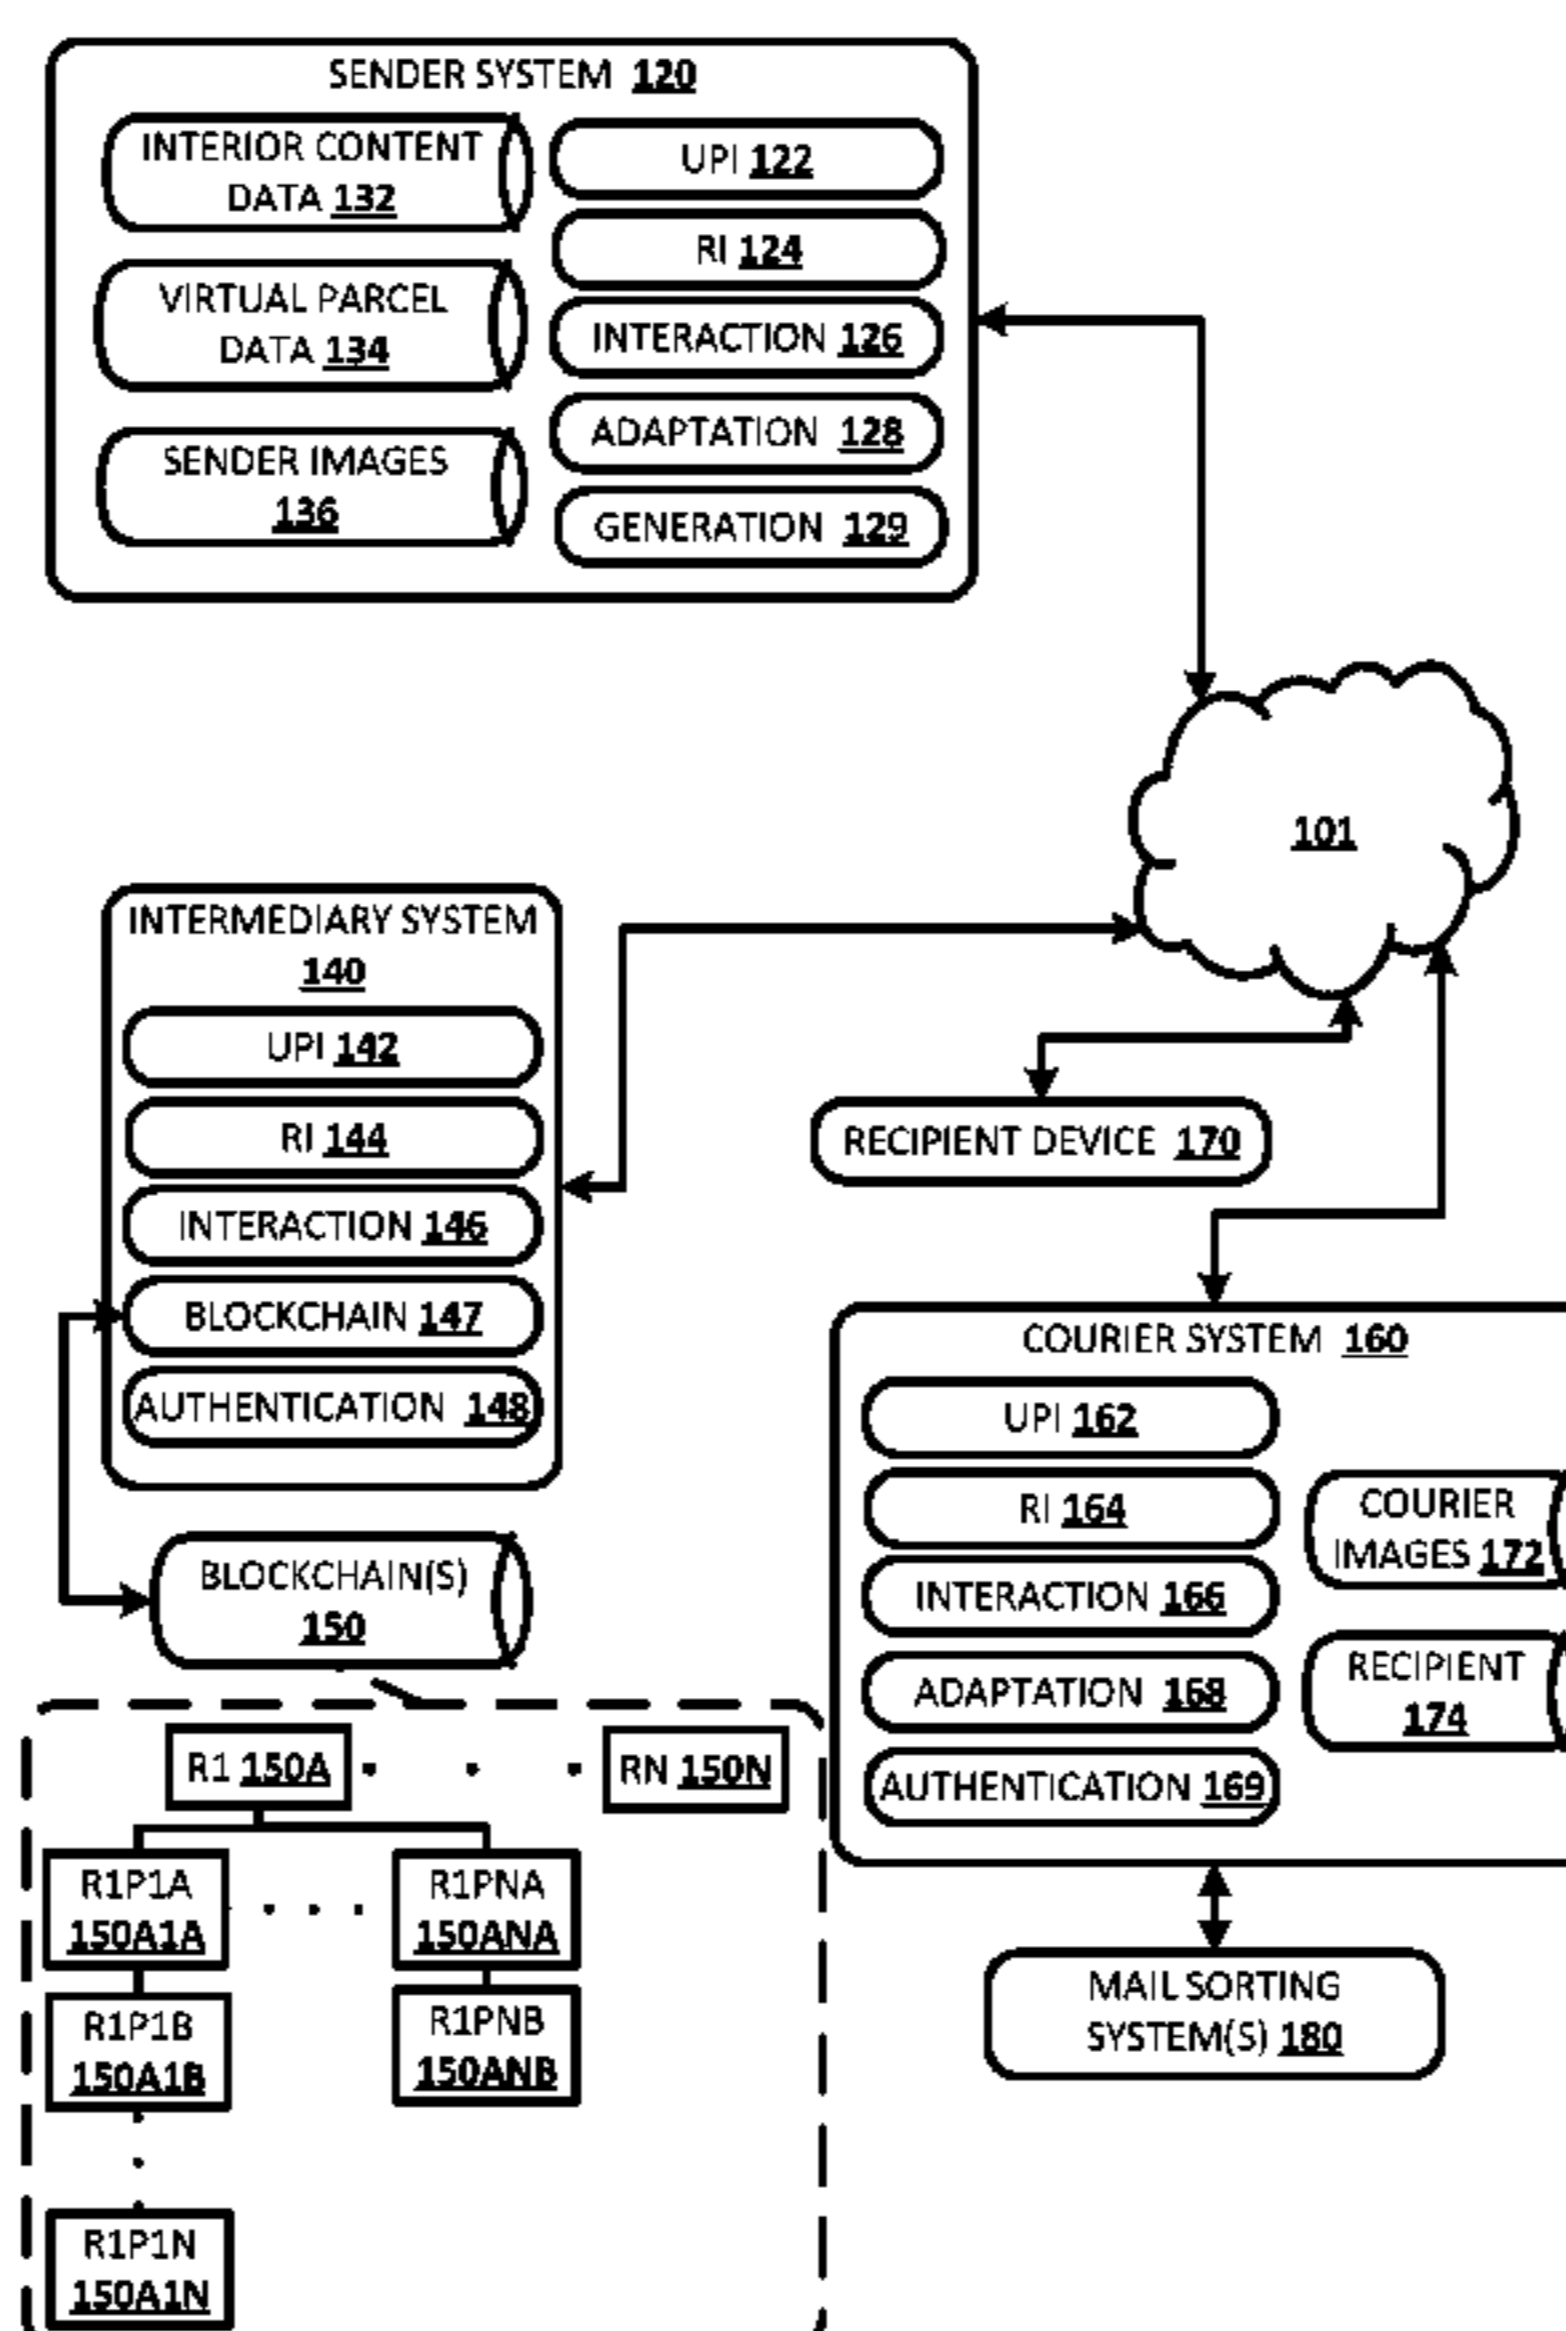 SENDER SYSTEM 120
INTERIOR CONTENT
DATA 132
VIRTUAL PARCEL
DATA 134
SENDER IMAGES
136
UPI 122
RI 124
INTERACTION 126
ADAPTATION 128
GENERATION 129
101
INTERMEDIARY SYSTEM
140
UPI 142
RI 144
INTERACTION 146
BLOCKCHAIN 147
AUTHENTICATION 148
RECIPIENT DEVICE 170
COURIER SYSTEM 160
UPI 162
RI 164
INTERACTION 166
ADAPTATION 168
AUTHENTICATION 169
COURIER
IMAGES 172
RECIPIENT
174
BLOCKCHAIN(S)
150
R1 150A
RN 150N
R1P1A
150A1A
R1PNA
150ANA
R1P1B
150A1B
R1PNB
150ANB
R1P1N
150A1N
MAIL SORTING
SYSTEM(S) 180